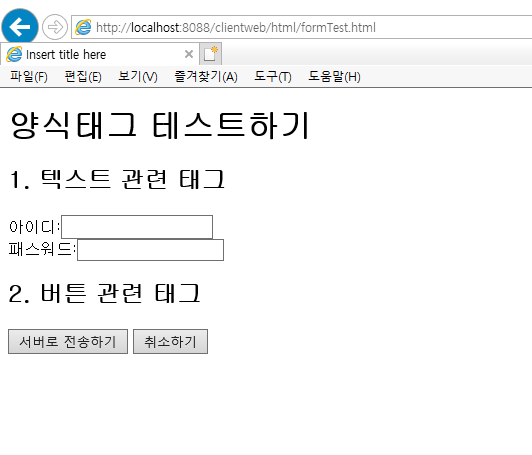 http://localhost:8088/clientweb/html/formTest.html
Insert title here
파일(F) 편집(E) 보기(V) 즐겨찾기(A) 도구(T) 도움말(H)
양식태그 테스트하기
1. 텍스트 관련 태그
아이디:
패스워드:
2. 버튼 관련 태그
서버로 전송하기 취소하기